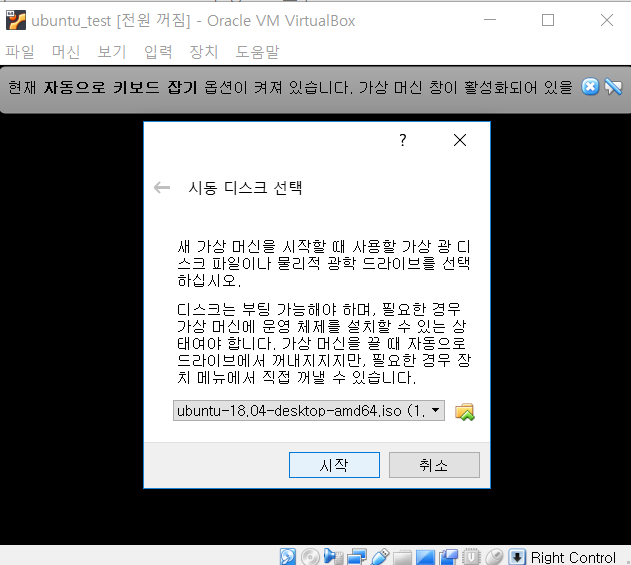 ubuntu_test [전원 꺼짐] - Oracle VM VirtualBox
파일 머신 보기 입력 장치 도움말
현재 자동으로 키보드 잡기 옵션이 켜져 있습니다. 가상 머신 창이 활성화되어 있을
?
시동 디스크 선택
새 가상 머신을 시작할 때 사용할 가상 광 디
스크 파일이나 물리적 광학 드라이브를 선택
하십시오.
디스크는 부팅 가능해야 하며, 필요한 경우
가상 머신에 운영 체제를 설치할 수 있는 상
태여야 합니다. 가상 머신을 끌 때 자동으로
드라이브에서 꺼내지지지만, 필요한 경우 장
치 메뉴에서 직접 꺼낼 수 있습니다.
ubuntu-18.04-desktop-amd64.iso (1.
시작 취소
Right Control